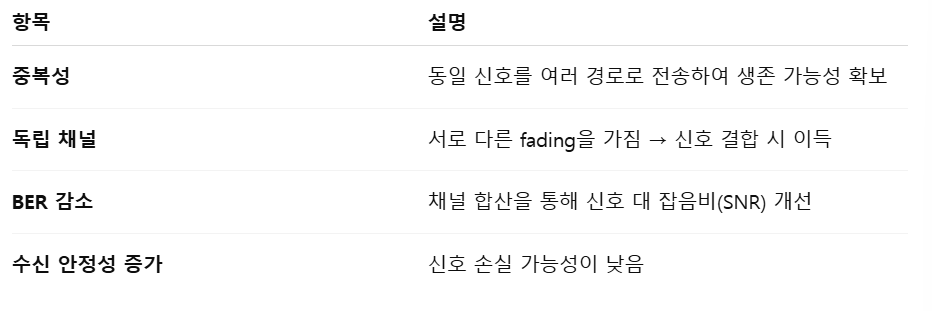 항목 설명
중복성 동일 신호를 여러 경로로 전송하여 생존 가능성 확보
독립 채널 서로 다른 fading을 가짐 → 신호 결합 시 이득
BER 감소 채널 합산을 통해 신호 대 잡음비(SNR) 개선
수신 안정성 증가 신호 손실 가능성이 낮음